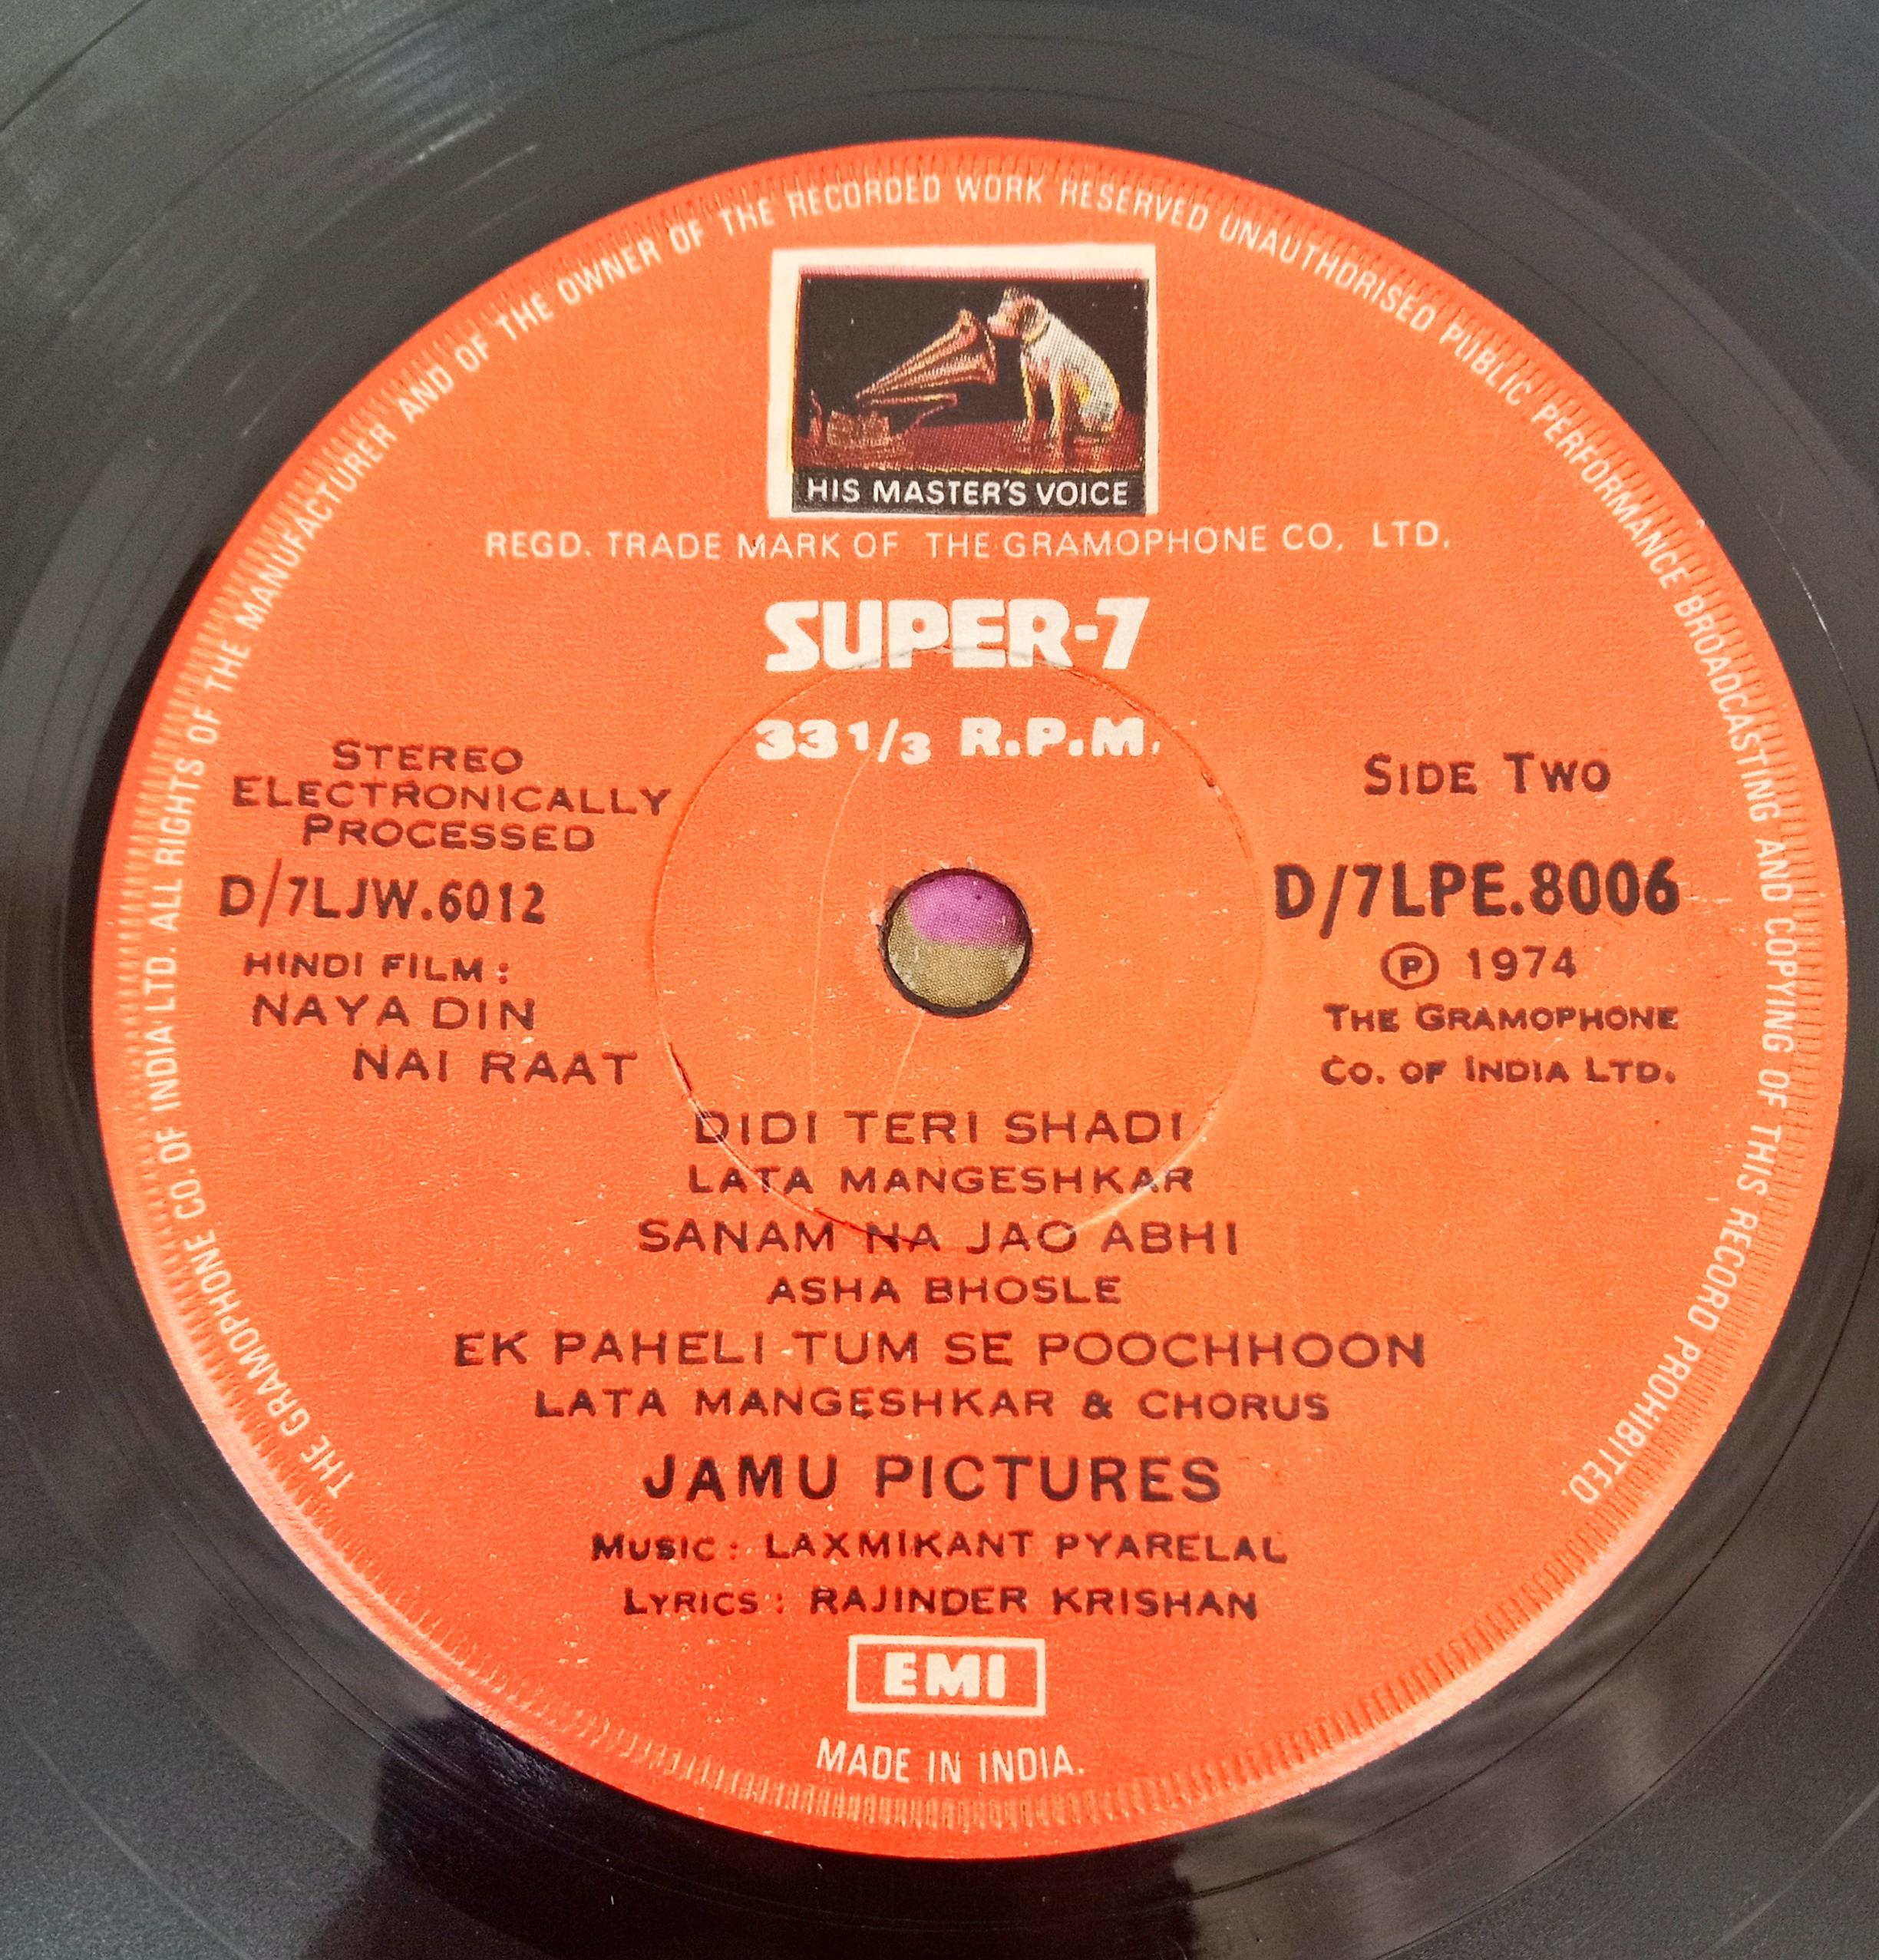 THE GRAMOPHONE CO. OF INDIA LTD. ALL RIGHTS OF THE MANUFACTURER AND OF THE OWNER OF THE RECORDED WORK RESERVED UNAUTHORISED PUBLIC PERFORMANCE BROADCASTING AND COPYING OF THIS RECORD PROHIBITED.
HIS MASTER'S VOICE
REGD. TRADE MARK OF THE GRAMOPHONE CO. LTD.
SUPER-7
33 1/3 R.P.M.
STEREO
ELECTRONICALLY
PROCESSED
D/7LJW.6012
HINDI FILM :
NAYA DIN
NAI RAAT
SIDE TWO
D/7LPE.8006
℗ 1974
THE GRAMOPHONE
CO. OF INDIA LTD.
DIDI TERI SHADI
LATA MANGESHKAR
SANAM NA JAO ABHI
ASHA BHOSLE
EK PAHELI TUM SE POOCHHOON
LATA MANGESHKAR & CHORUS
JAMU PICTURES
MUSIC : LAXMIKANT PYARELAL
LYRICS : RAJINDER KRISHAN
EMI
MADE IN INDIA.